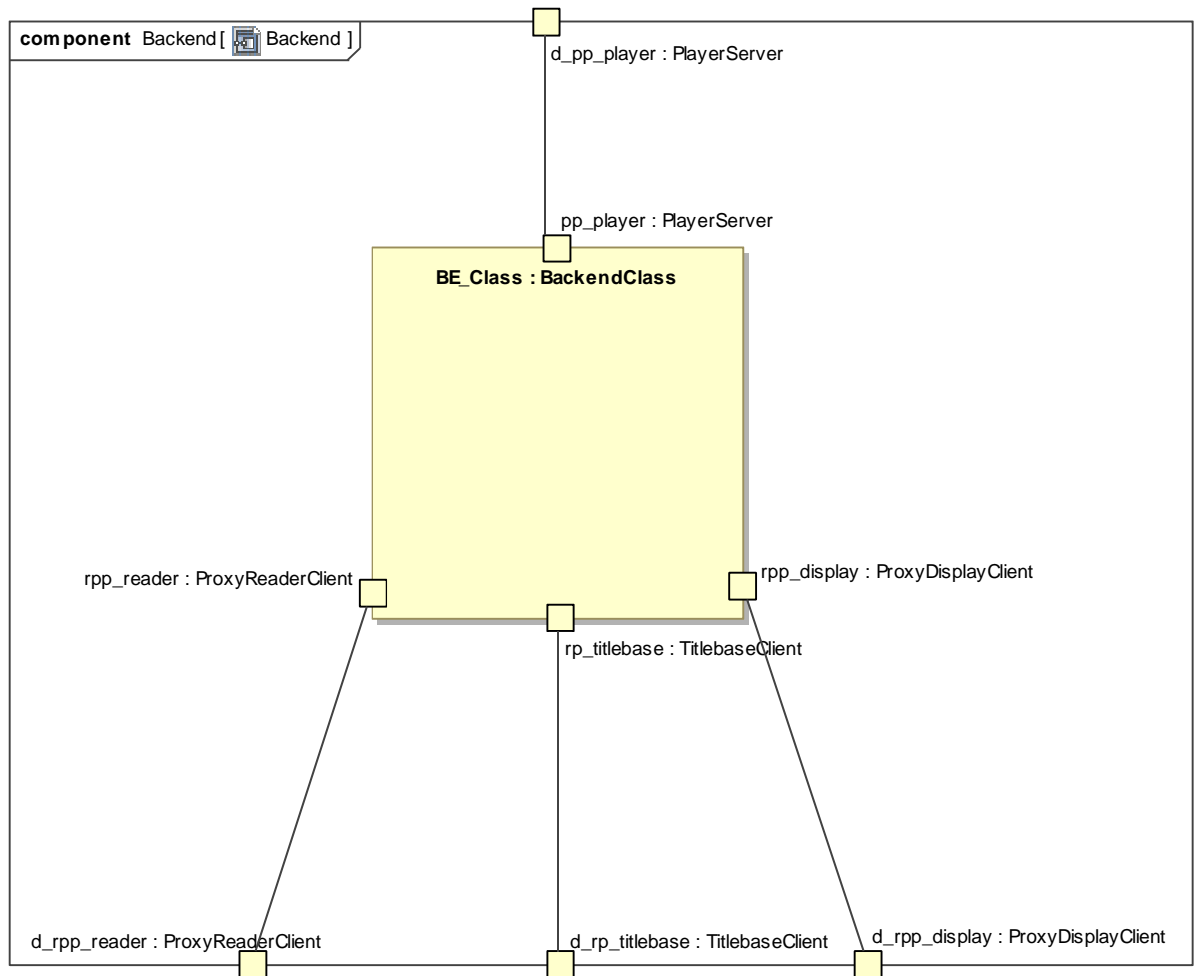 component Backend[ Backend ]
d_pp_player : PlayerServer
pp_player : PlayerServer
BE_Class : BackendClass
rpp_reader : ProxyReaderClient
rpp_display : ProxyDisplayClient
rp_titlebase : TitlebaseClient
d_rpp_reader : ProxyReaderClient
d_rp_titlebase : TitlebaseClient
d_rpp_display : ProxyDisplayClient